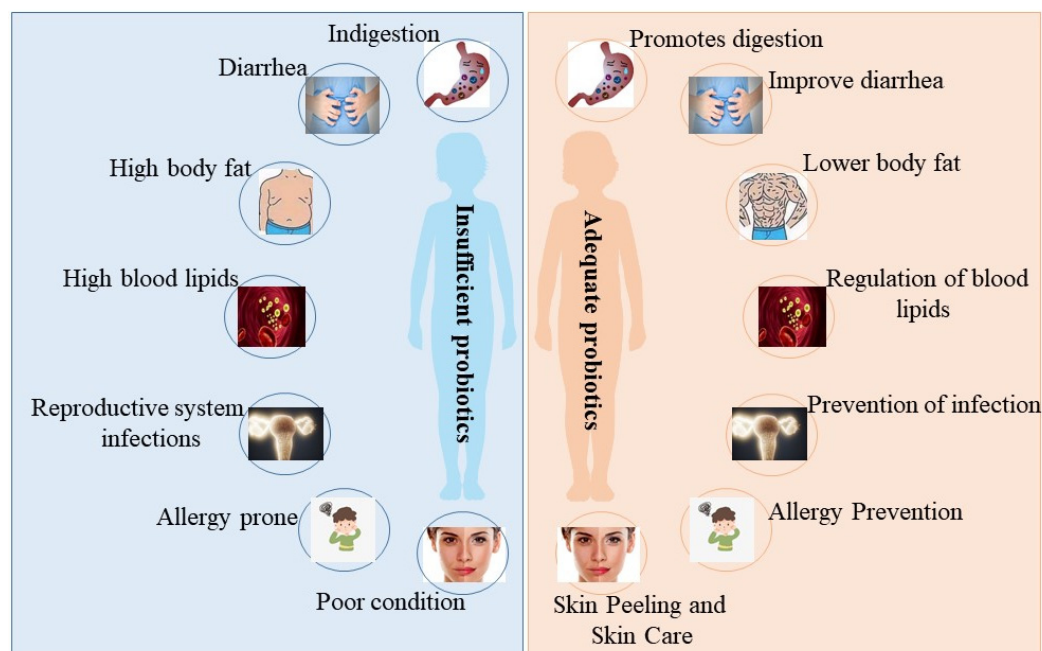 Indigestion
Diarrhea
High body fat
High blood lipids
Reproductive system
infections
Allergy prone
Poor condition
Insufficient probiotics
Adequate probiotics
Promotes digestion
Improve diarrhea
Lower body fat
Regulation of blood
lipids
Prevention of infection
Allergy Prevention
Skin Peeling and
Skin Care